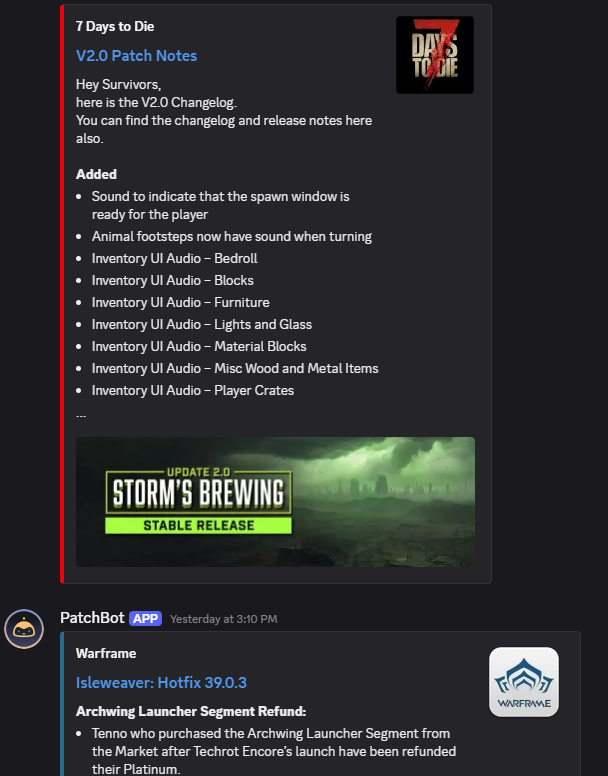 7 Days to Die
7
DAYS
TO DIE
V2.0 Patch Notes
Hey Survivors,
here is the V2.0 Changelog.
You can find the changelog and release notes here
also.
Added
• Sound to indicate that the spawn window is
ready for the player
• Animal footsteps now have sound when turning
• Inventory UI Audio – Bedroll
• Inventory UI Audio – Blocks
• Inventory UI Audio – Furniture
• Inventory UI Audio – Lights and Glass
• Inventory UI Audio – Material Blocks
• Inventory UI Audio – Misc Wood and Metal Items
• Inventory UI Audio – Player Crates
...
UPDATE 2.0
STORM'S BREWING
STABLE RELEASE
PatchBot APP Yesterday at 3:10 PM
Warframe
WARFRAME
Isleweaver: Hotfix 39.0.3
Archwing Launcher Segment Refund:
• Tenno who purchased the Archwing Launcher Segment from
the Market after Techrot Encore's launch have been refunded
their Platinum.